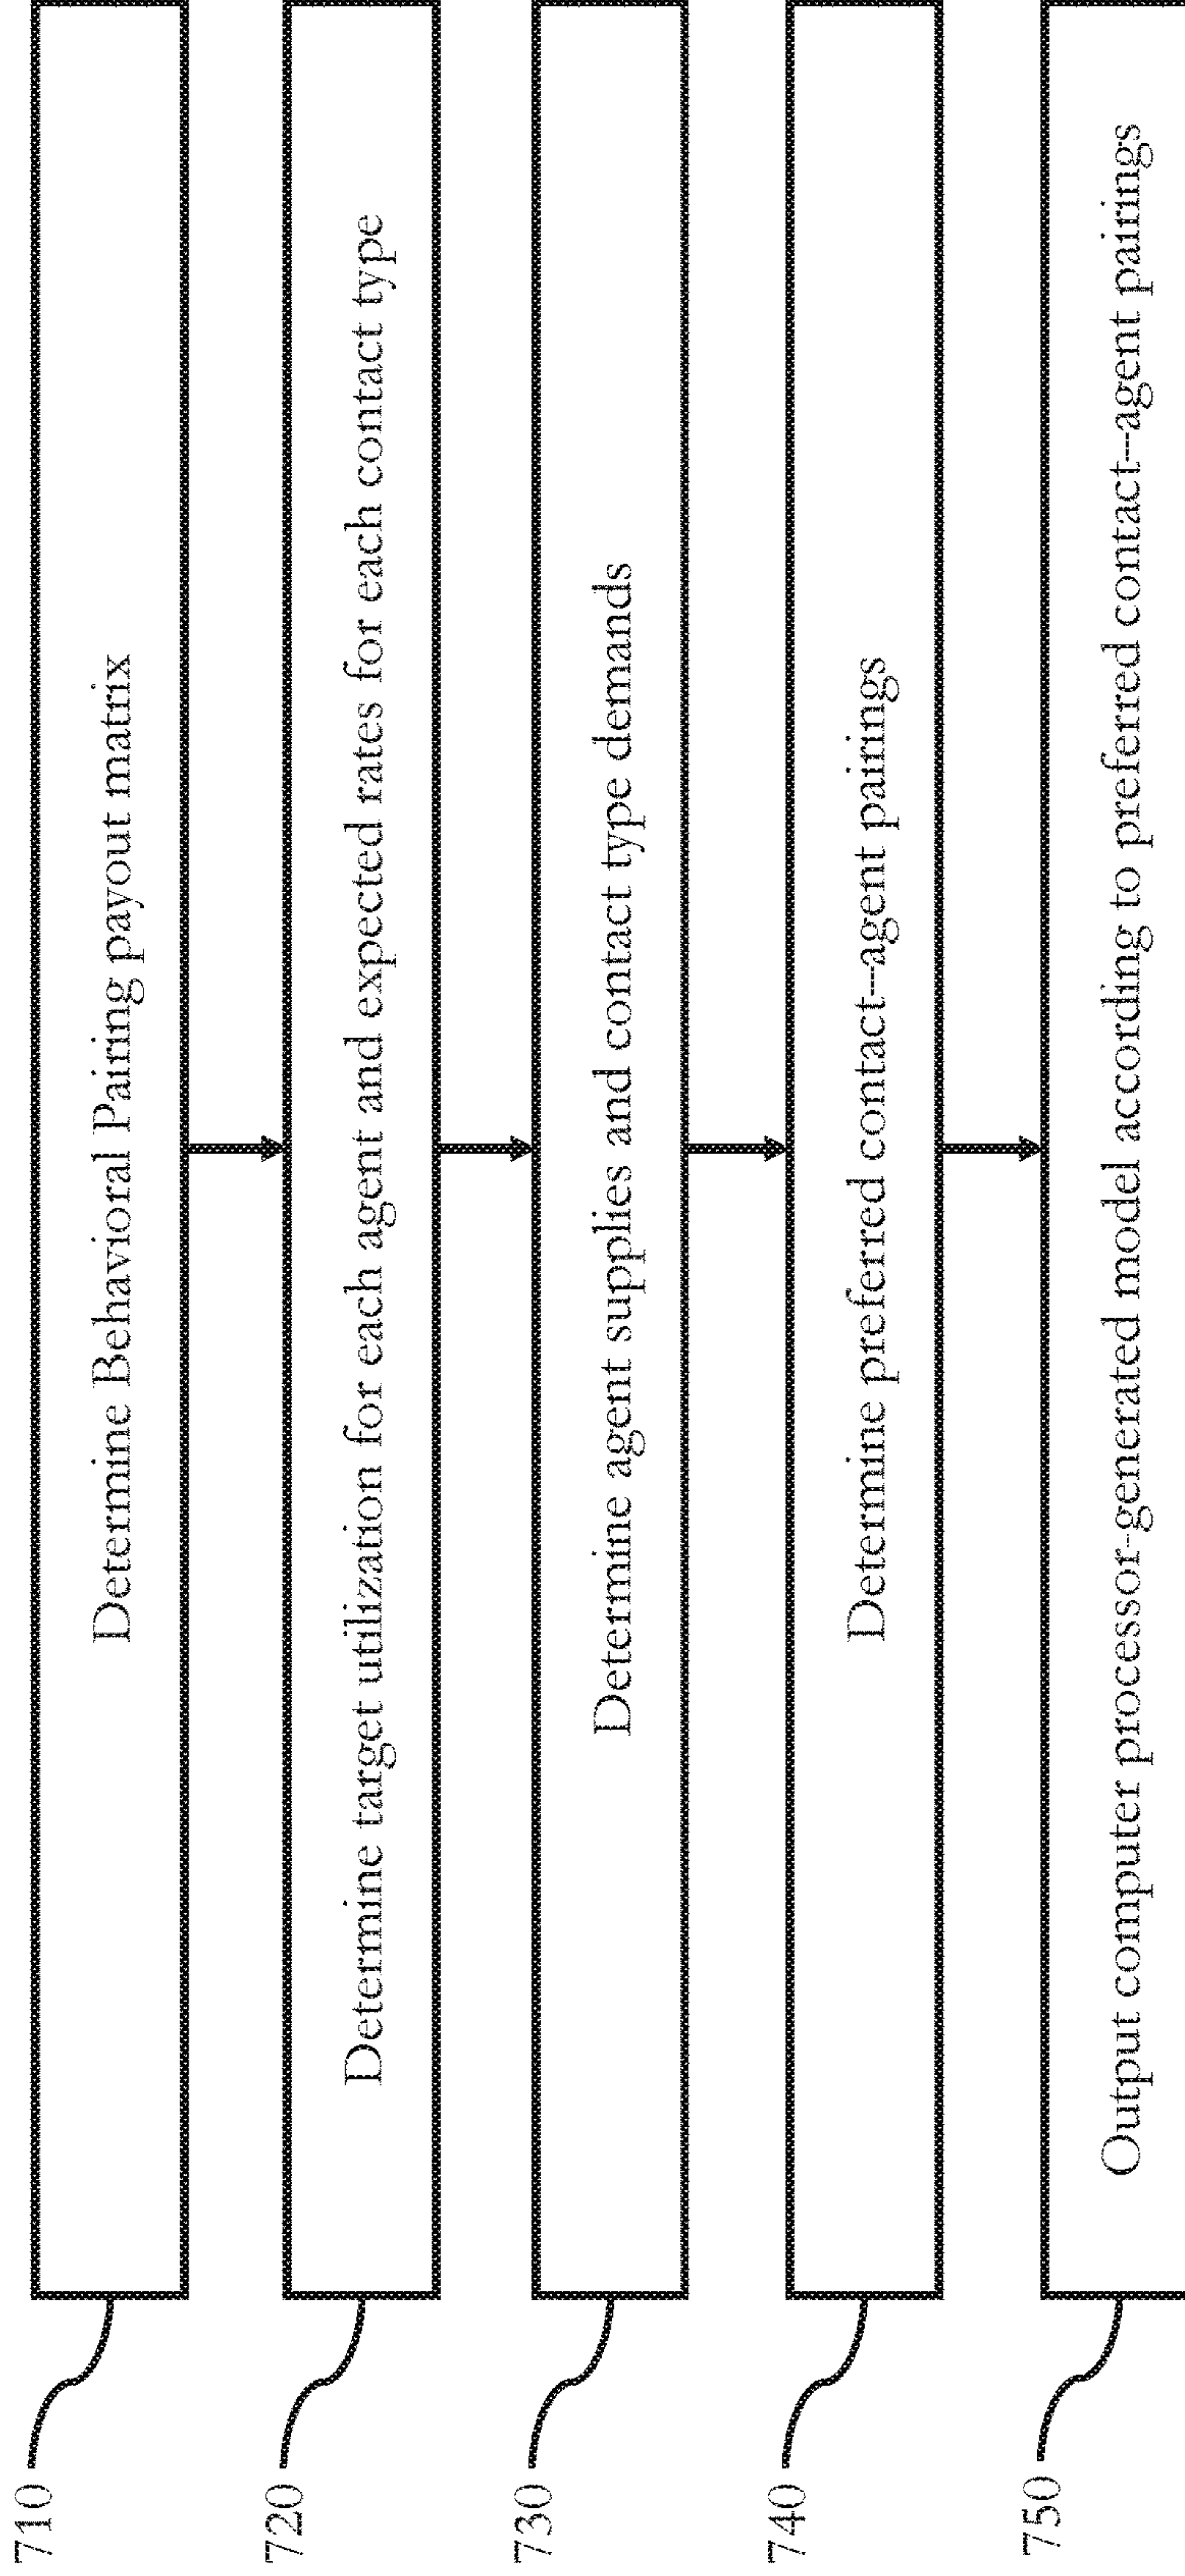 710
Determine Behavioral Pairing payout matrix
720
Determine target utilization for each agent and expected rates for each contact type
730
Determine agent supplies and contact type demands
740
Determine preferred contact--agent pairings
750
Output computer processor-generated model according to preferred contact--agent pairings